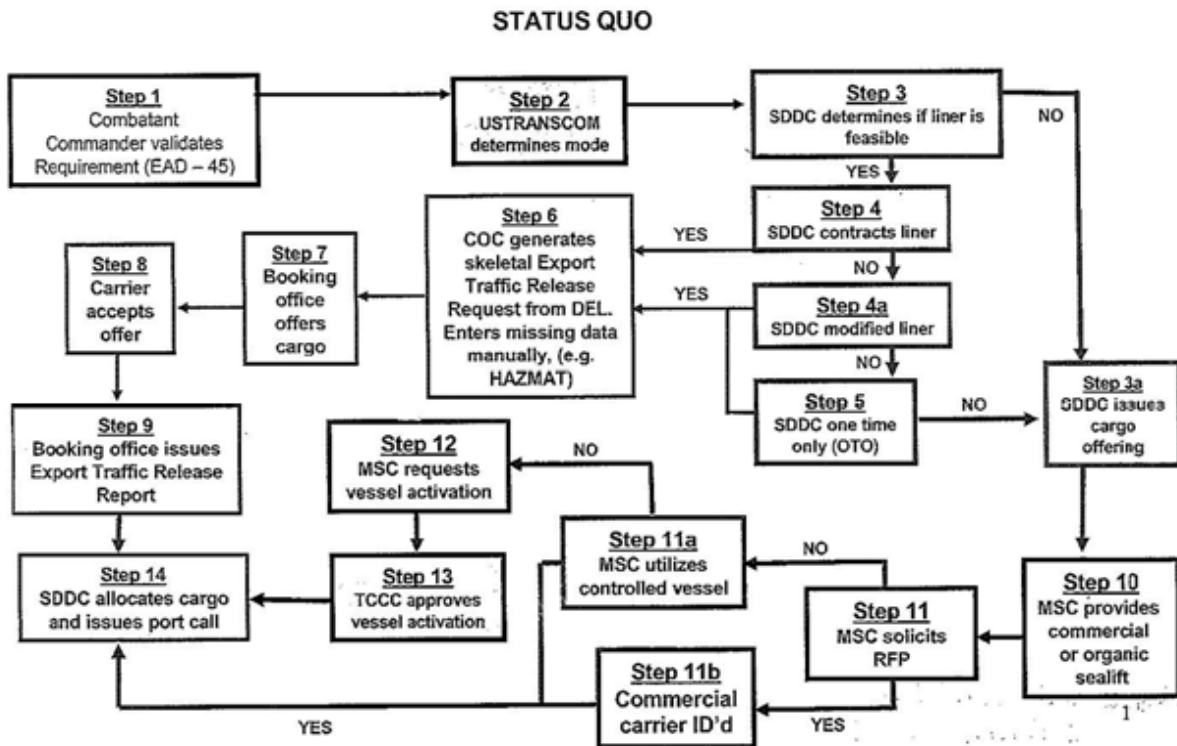 STATUS QUO
Step 1
Combatant
Commander validates
Requirement (EAD – 45)
Step 2
USTRANSCOM
determines mode
Step 3
SDDC determines if liner is
feasible
NO
YES
Step 4
SDDC contracts liner
YES
NO
Step 4a
SDDC modified liner
YES
NO
Step 5
SDDC one time
only (OTO)
NO
Step 3a
SDDC issues
cargo
offering
Step 6
COC generates
skeletal Export
Traffic Release
Request from DEL.
Enters missing data
manually, (e.g.
HAZMAT)
Step 7
Booking
office
offers
cargo
Step 8
Carrier
accepts
offer
Step 9
Booking office issues
Export Traffic Release
Report
Step 12
MSC requests
vessel activation
NO
Step 11a
MSC utilizes
controlled vessel
NO
Step 10
MSC provides
commercial
or organic
sealift
Step 11
MSC solicits
RFP
Step 14
SDDC allocates cargo
and issues port call
Step 13
TCCC approves
vessel activation
Step 11b
Commercial
carrier ID'd
YES
YES
1